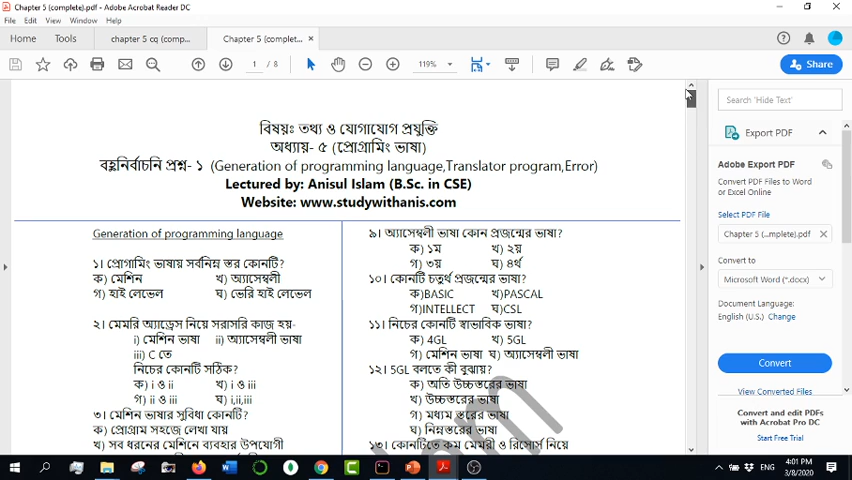 Chapter 5 (complete).pdf - Adobe Acrobat Reader DC
File Edit View Window Help
Home Tools chapter 5 cq (comp... Chapter 5 (complet... ×
1 / 8 119% Share
বিষয়ঃ তথ্য ও যোগাযোগ প্রযুক্তি
অধ্যায়- ৫ (প্রোগ্রামিং ভাষা)
বহুনির্বাচনি প্রশ্ন- ১ (Generation of programming language,Translator program,Error)
Lectured by: Anisul Islam (B.Sc. in CSE)
Website: www.studywithanis.com
Generation of programming language
১। প্রোগ্রামিং ভাষায় সর্বনিম্ন স্তর কোনটি?
ক) মেশিন খ) অ্যাসেম্বলী
গ) হাই লেভেল ঘ) ভেরি হাই লেভেল
২। মেমরি অ্যাড্রেস নিয়ে সরাসরি কাজ হয়-
i) মেশিন ভাষা ii) অ্যাসেম্বলী ভাষা
iii) C তে
নিচের কোনটি সঠিক?
ক) i ও ii খ) i ও iii
গ) ii ও iii ঘ) i,ii,iii
৩। মেশিন ভাষার সুবিধা কোনটি?
ক) প্রোগ্রাম সহজে লেখা যায়
খ) সব ধরনের মেশিনে ব্যবহার উপযোগী
৯। অ্যাসেম্বলী ভাষা কোন প্রজন্মের ভাষা?
ক) ১ম খ) ২য়
গ) ৩য় ঘ) ৪র্থ
১০। কোনটি চতুর্থ প্রজন্মের ভাষা?
ক)BASIC খ)PASCAL
গ)INTELLECT ঘ)CSL
১১। নিচের কোনটি স্বাভাবিক ভাষা?
ক) 4GL খ) 5GL
গ) মেশিন ভাষা ঘ) অ্যাসেম্বলী ভাষা
১২। 5GL বলতে কী বুঝায়?
ক) অতি উচ্চস্তরের ভাষা
খ) উচ্চস্তরের ভাষা
গ) মধ্যম স্তরের ভাষা
ঘ) নিম্নস্তরের ভাষা
১৩। কোনটিতে কম মেমরী ও রিসোর্স নিয়ে
Search 'Hide Text'
Export PDF
Adobe Export PDF
Convert PDF Files to Word
or Excel Online
Select PDF File
Chapter 5 (...mplete).pdf ×
Convert to
Microsoft Word (*.docx)
Document Language:
English (U.S.) Change
Convert
View Converted Files
Convert and edit PDFs
with Acrobat Pro DC
Start Free Trial
ENG
4:01 PM
3/8/2020